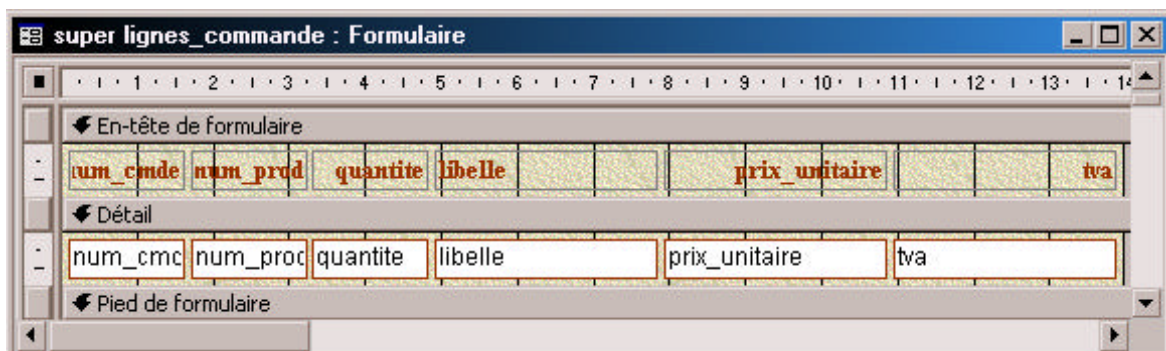 super lignes_commande : Formulaire
1 2 3 4 5 6 7 8 9 10 11 12 13 14
En-tête de formulaire
num_cmde num_prod quantite libelle prix_unitaire tva
Détail
num_cmc num_proc quantite libelle prix_unitaire tva
Pied de formulaire